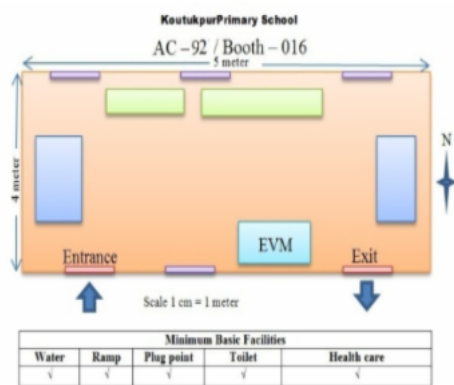 KoutukpurPrimary School
AC – 92 / Booth – 016
5 meter
4 meter
N
Entrance
EVM
Exit
Scale 1 cm = 1 meter
Minimum Basic Facilities
Water Ramp Plug point Toilet Health care
√ √ √ √ √